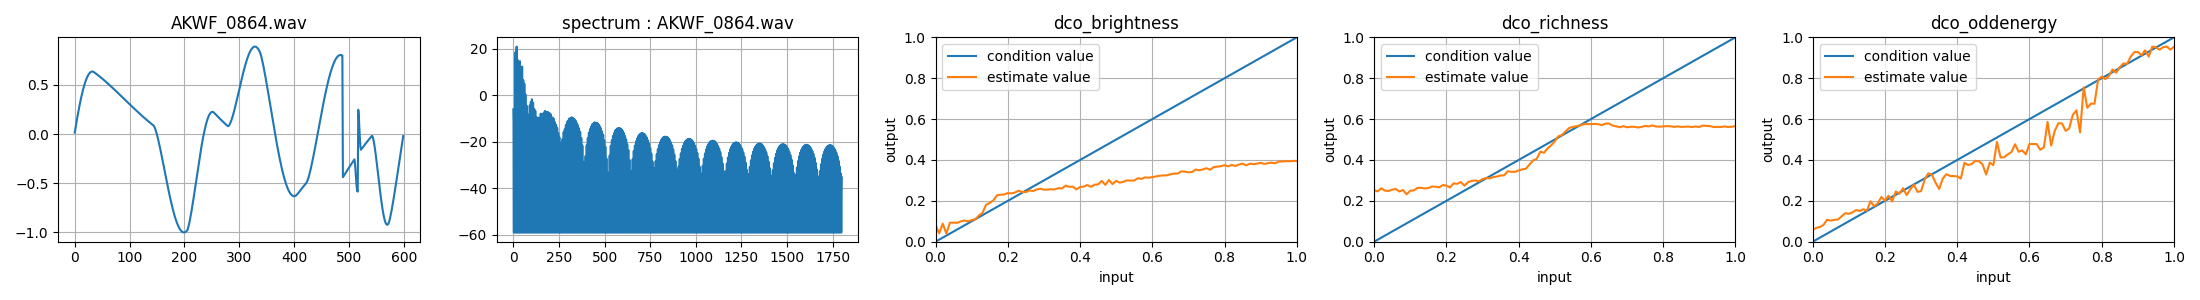 AKWF_0864.wav
0.5
0.0
−0.5
−1.0
0 100 200 300 400 500 600
spectrum : AKWF_0864.wav
20
0
−20
−40
−60
0 250 500 750 1000 1250 1500 1750
dco_brightness
condition value
estimate value
output
1.0
0.8
0.6
0.4
0.2
0.0
0.0 0.2 0.4 0.6 0.8 1.0
input
dco_richness
condition value
estimate value
output
1.0
0.8
0.6
0.4
0.2
0.0
0.0 0.2 0.4 0.6 0.8 1.0
input
dco_oddenergy
condition value
estimate value
output
1.0
0.8
0.6
0.4
0.2
0.0
0.0 0.2 0.4 0.6 0.8 1.0
input